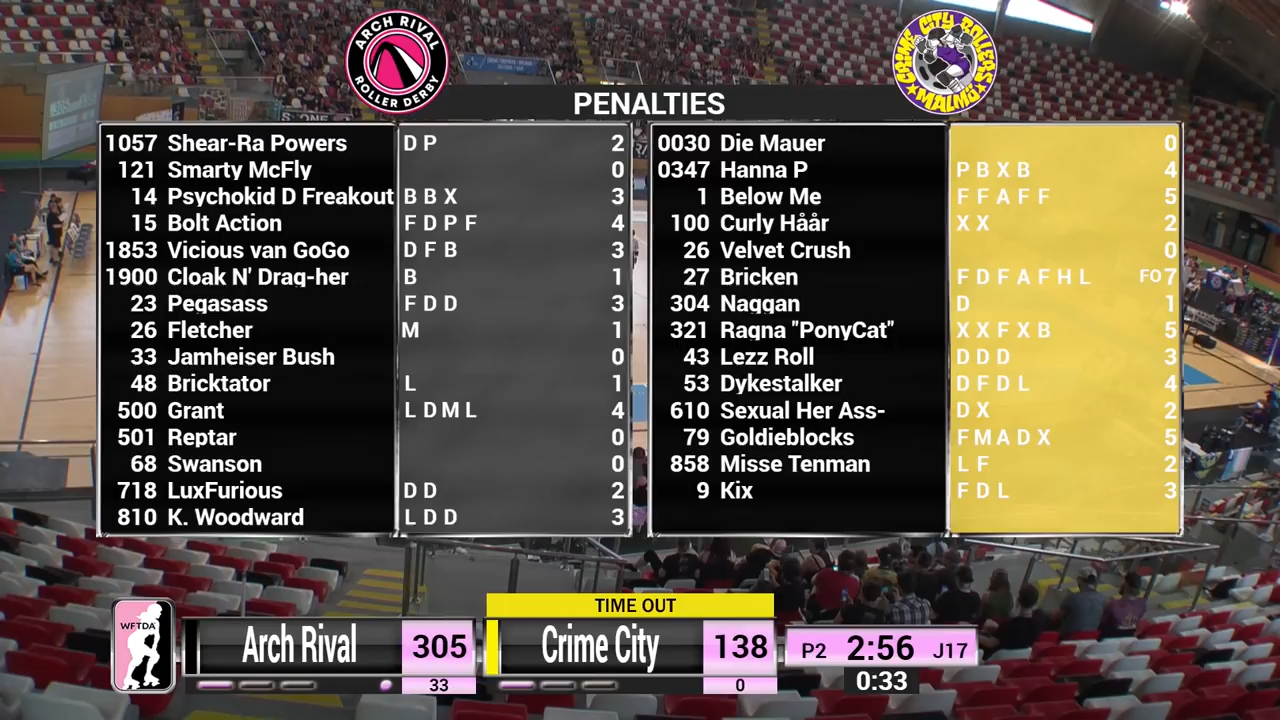 ARCH RIVAL
ROLLER DERBY
CRIME CITY ROLLERS
MALMÖ
PENALTIES
1057 Shear-Ra Powers D P 2
121 Smarty McFly 0
14 Psychokid D Freakout B B X 3
15 Bolt Action F D P F 4
1853 Vicious van GoGo D F B 3
1900 Cloak N' Drag-her B 1
23 Pegasass F D D 3
26 Fletcher M 1
33 Jamheiser Bush 0
48 Bricktator L 1
500 Grant L D M L 4
501 Reptar 0
68 Swanson 0
718 LuxFurious D D 2
810 K. Woodward L D D 3
0030 Die Mauer 0
0347 Hanna P P B X B 4
1 Below Me F F A F F 5
100 Curly Håår X X 2
26 Velvet Crush 0
27 Bricken F D F A F H L FO 7
304 Naggan D 1
321 Ragna "PonyCat" X X F X B 5
43 Lezz Roll D D D 3
53 Dykestalker D F D L 4
610 Sexual Her Ass- D X 2
79 Goldieblocks F M A D X 5
858 Misse Tenman L F 2
9 Kix F D L 3
TIME OUT
WFTDA
Arch Rival 305
33
Crime City 138
0
P2 2:56 J17
0:33